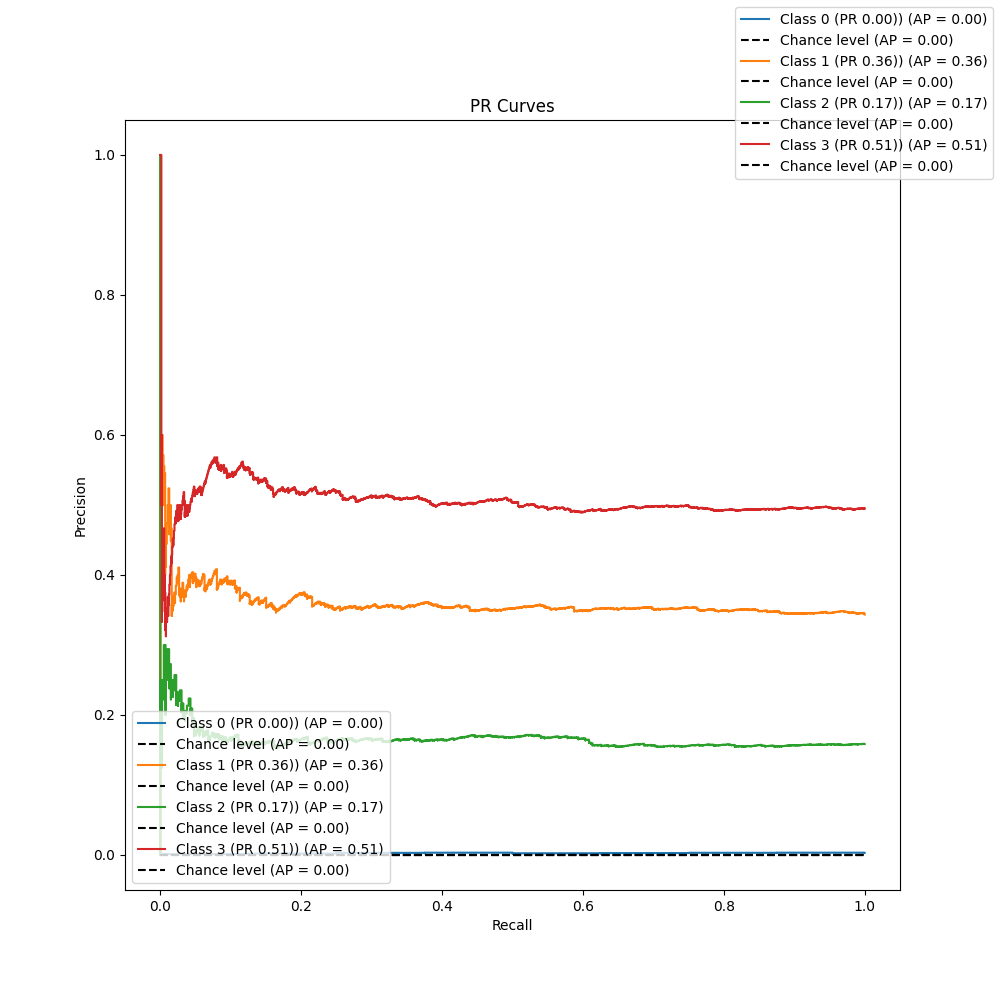 Class 0 (PR 0.00)) (AP = 0.00)
Chance level (AP = 0.00)
Class 1 (PR 0.36)) (AP = 0.36)
Chance level (AP = 0.00)
Class 2 (PR 0.17)) (AP = 0.17)
Chance level (AP = 0.00)
Class 3 (PR 0.51)) (AP = 0.51)
Chance level (AP = 0.00)
PR Curves
1.0
0.8
0.6
0.4
0.2
0.0
Precision
Class 0 (PR 0.00)) (AP = 0.00)
Chance level (AP = 0.00)
Class 1 (PR 0.36)) (AP = 0.36)
Chance level (AP = 0.00)
Class 2 (PR 0.17)) (AP = 0.17)
Chance level (AP = 0.00)
Class 3 (PR 0.51)) (AP = 0.51)
Chance level (AP = 0.00)
0.0 0.2 0.4 0.6 0.8 1.0
Recall